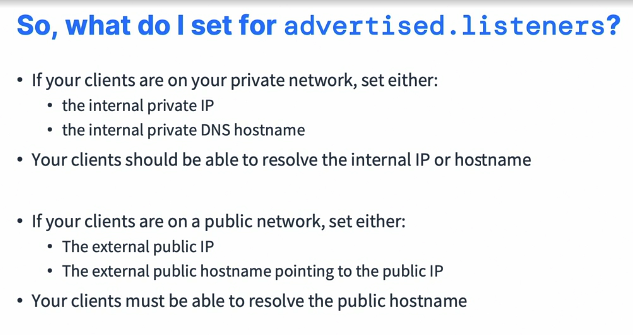 So, what do I set for advertised.listeners?
• If your clients are on your private network, set either:
• the internal private IP
• the internal private DNS hostname
• Your clients should be able to resolve the internal IP or hostname
• If your clients are on a public network, set either:
• The external public IP
• The external public hostname pointing to the public IP
• Your clients must be able to resolve the public hostname